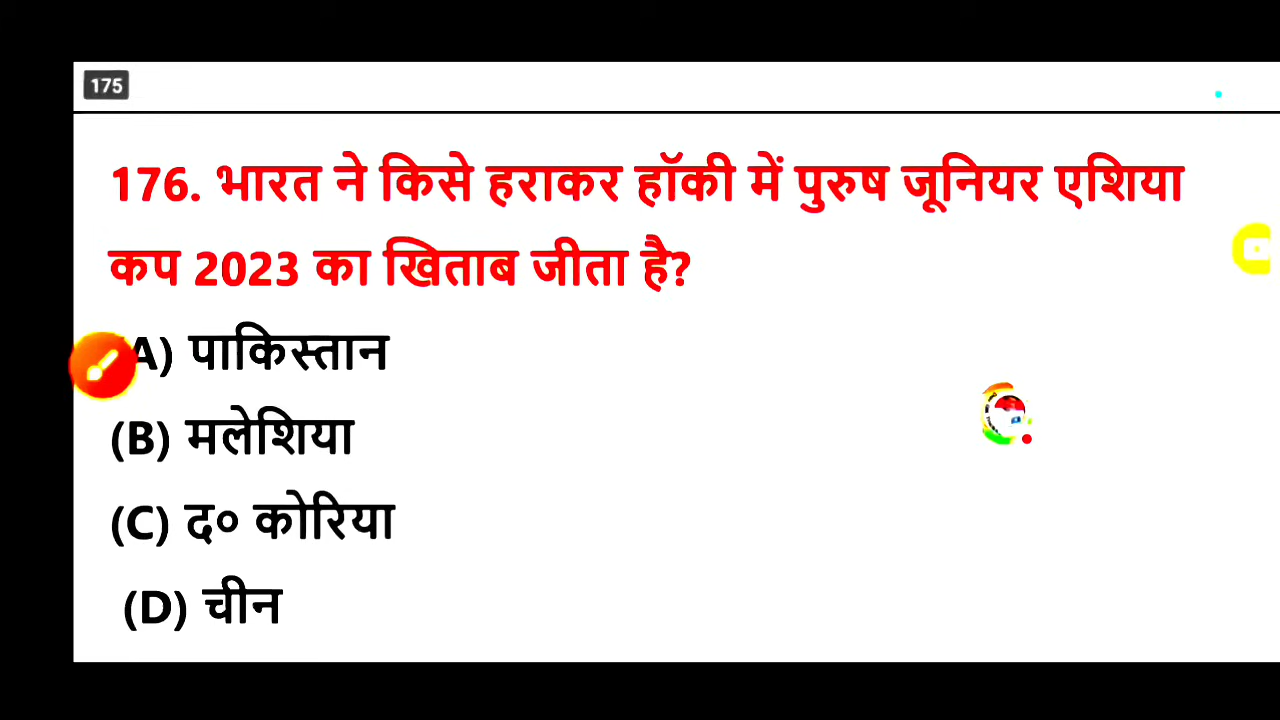 175
176. भारत ने किसे हराकर हॉकी में पुरुष जूनियर एशिया
कप 2023 का खिताब जीता है?
A) पाकिस्तान
(B) मलेशिया
(C) द० कोरिया
(D) चीन